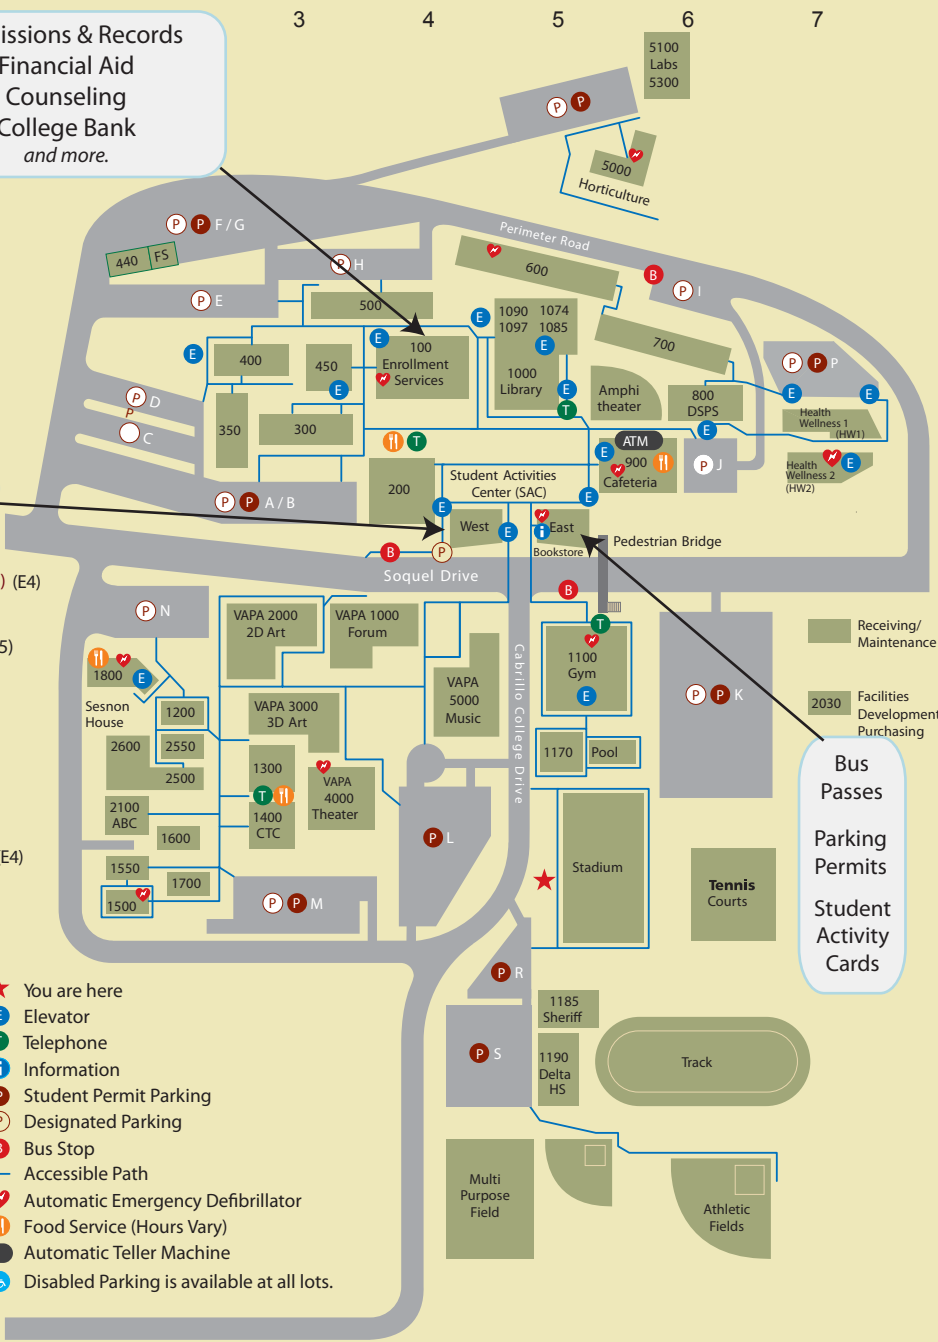 3 4 5 6 7
issions & Records
Financial Aid
Counseling
College Bank
and more.
5100
Labs
5300
P P
5000
Horticulture
P P F / G
440 FS
Perimeter Road
P H
600
B
P I
P E
500
1090 1074
1097 1085
E
E
700
E
E
100
Enrollment
Services
400
450
E
1000
Library
E
T
Amphi
theater
P P P
E
E
800
DSPS
E
Health
Wellness 1
(HW1)
P D
P
C
350
300
T
ATM
E
900
Cafeteria
P J
Health
Wellness 2
(HW2)
E
200
Student Activities
Center (SAC)
E
E
P P A / B
West
E
i
East
Bookstore
Pedestrian Bridge
B
P
Soquel Drive
) (E4)
B
P N
VAPA 2000
2D Art
VAPA 1000
Forum
T
Receiving/
Maintenance
5)
1100
Gym
E
1800
E
VAPA
5000
Music
Cabrillo College Drive
P P K
Sesnon
House
1200
VAPA 3000
3D Art
2030
Facilities
Development
Purchasing
2600
2550
2500
1170
Pool
Bus
Passes
Parking
Permits
Student
Activity
Cards
1300
T
1400
CTC
VAPA
4000
Theater
2100
ABC
1600
P L
E4)
1550
1700
1500
Stadium
Tennis
Courts
P P M
P R
You are here
E Elevator
T Telephone
i Information
P Student Permit Parking
P Designated Parking
B Bus Stop
Accessible Path
Automatic Emergency Defibrillator
Food Service (Hours Vary)
Automatic Teller Machine
Disabled Parking is available at all lots.
1185
Sheriff
P S
1190
Delta
HS
Track
Multi
Purpose
Field
Athletic
Fields